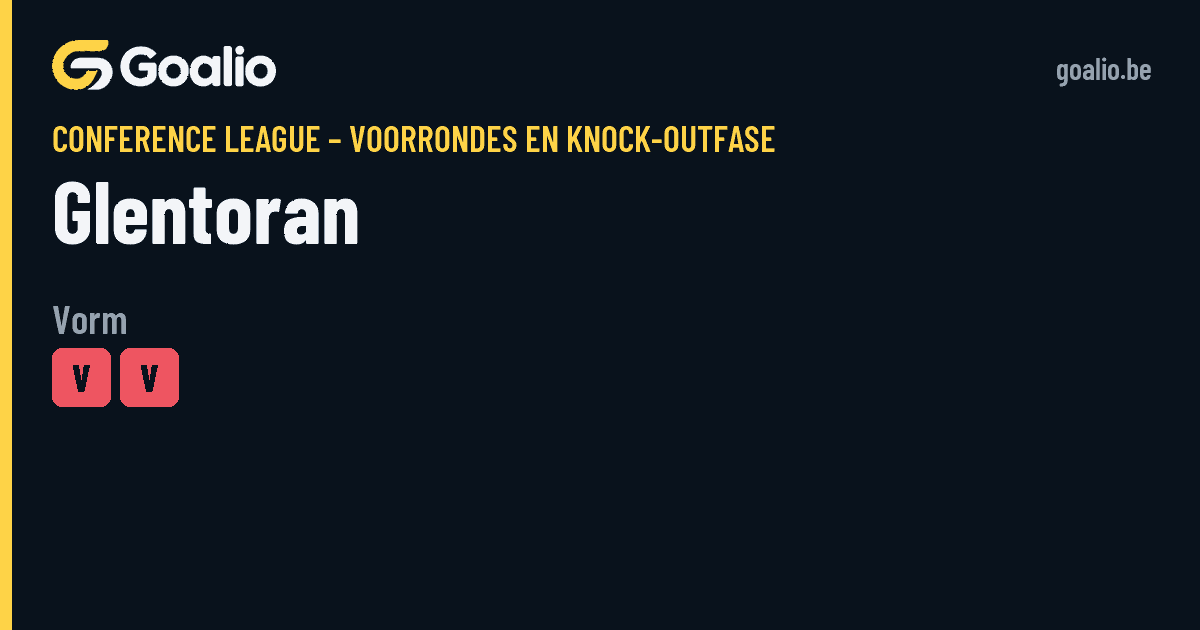 Goalio
goalio.be
CONFERENCE LEAGUE – VOORRONDES EN KNOCK-OUTFASE
Glentoran
Vorm
V V